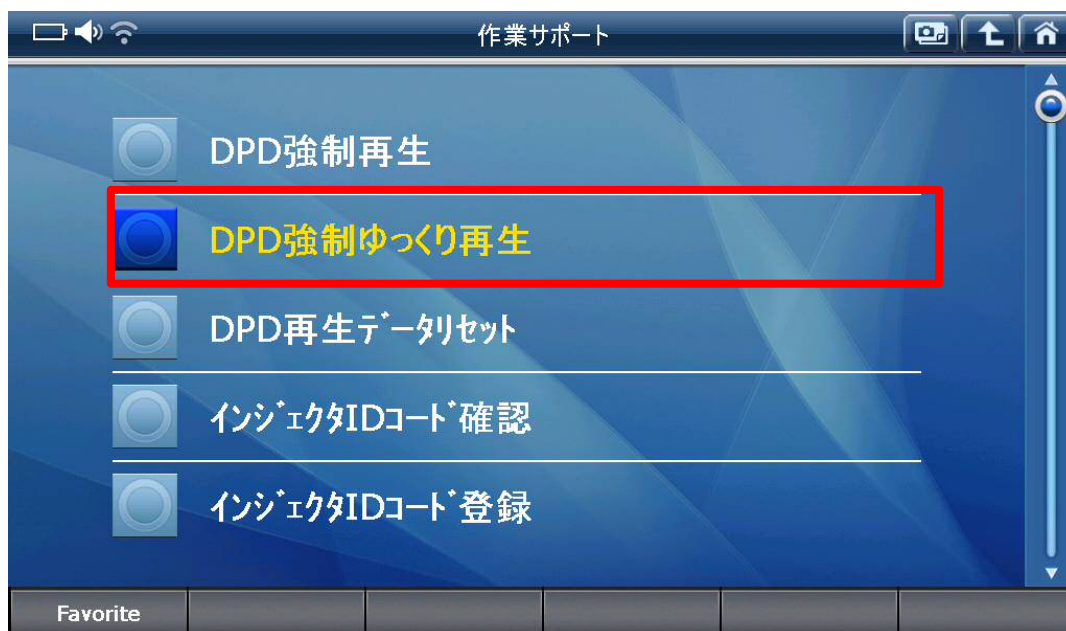 作業サポート
DPD強制再生
DPD強制ゆっくり再生
DPD再生ﾃﾞｰﾀﾘｾｯﾄ
ｲﾝｼﾞｪｸﾀIDｺｰﾄﾞ確認
ｲﾝｼﾞｪｸﾀIDｺｰﾄﾞ登録
Favorite